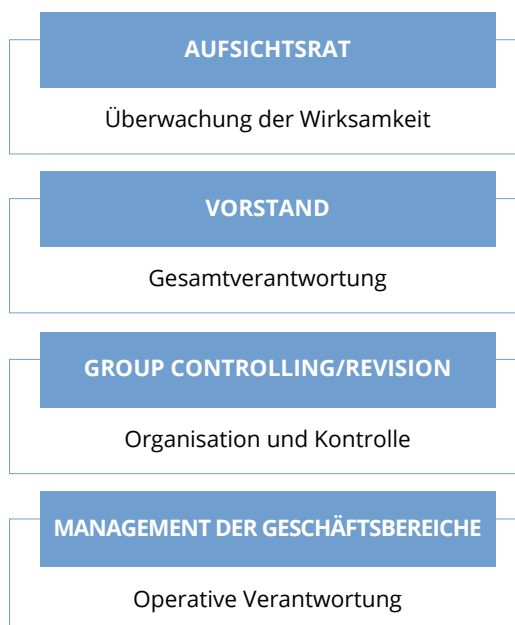 AUFSICHTSRAT
Überwachung der Wirksamkeit
VORSTAND
Gesamtverantwortung
GROUP CONTROLLING/REVISION
Organisation und Kontrolle
MANAGEMENT DER GESCHÄFTSBEREICHE
Operative Verantwortung